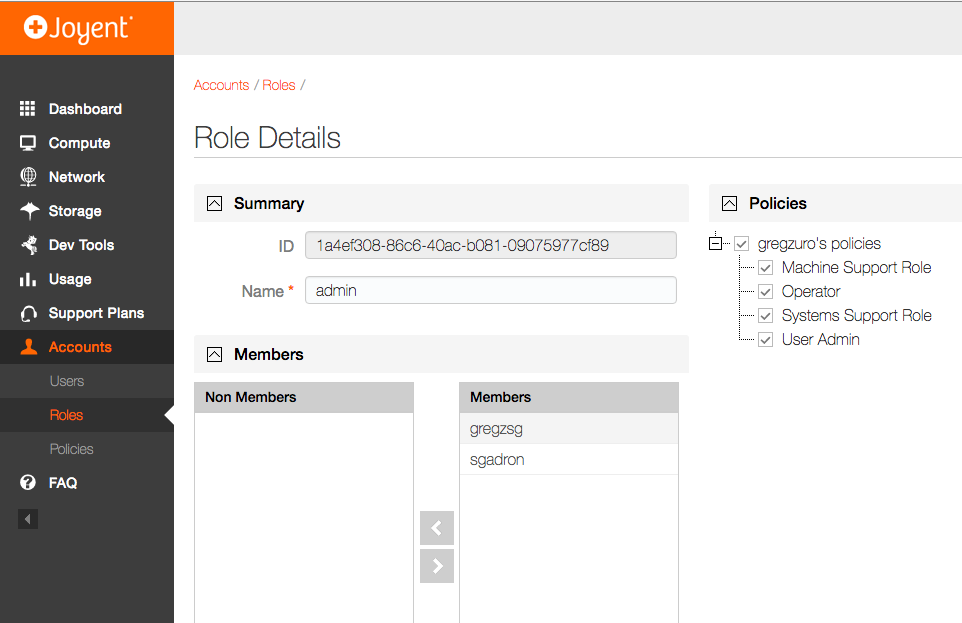 Joyent
Dashboard
Compute
Network
Storage
Dev Tools
Usage
Support Plans
Accounts
Users
Roles
Policies
FAQ
Accounts / Roles /
Role Details
Summary
ID 1a4ef308-86c6-40ac-b081-09075977cf89
Name * admin
Members
Non Members
Members
gregzsg
sgadron
Policies
gregzuro's policies
Machine Support Role
Operator
Systems Support Role
User Admin